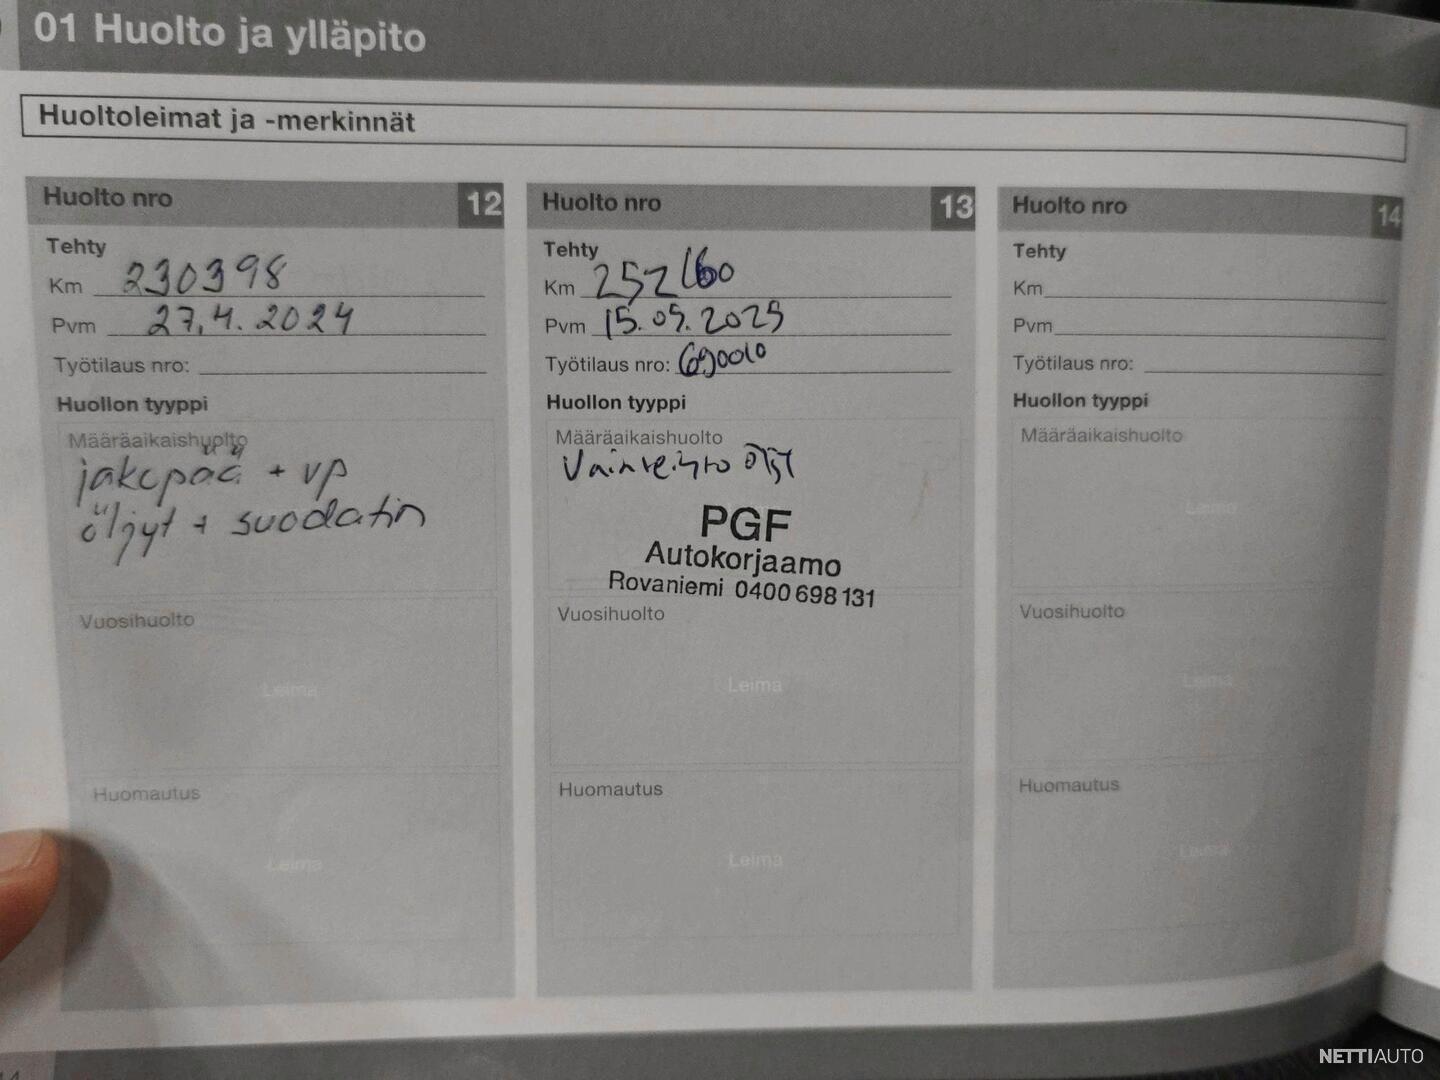 01 Huolto ja ylläpito
Huoltoleimat ja -merkinnät
Huolto nro 12
Tehty
Km 230398
Pvm 27.4.2024
Työtilaus nro:
Huollon tyyppi
Määräaikaishuolto
jakopää + vp
öljyt + suodatin
Vuosihuolto
Leima
Huomautus
Leima
Huolto nro 13
Tehty
Km 252160
Pvm 15.05.2025
Työtilaus nro:
Huollon tyyppi
Määräaikaishuolto
PGF
Autokorjaamo
Rovaniemi 0400 698 131
Vuosihuolto
Leima
Huomautus
Leima
Huolto nro 14
Tehty
Km
Pvm
Työtilaus nro:
Huollon tyyppi
Määräaikaishuolto
Leima
Vuosihuolto
Leima
Huomautus
Leima
NETTIAUTO